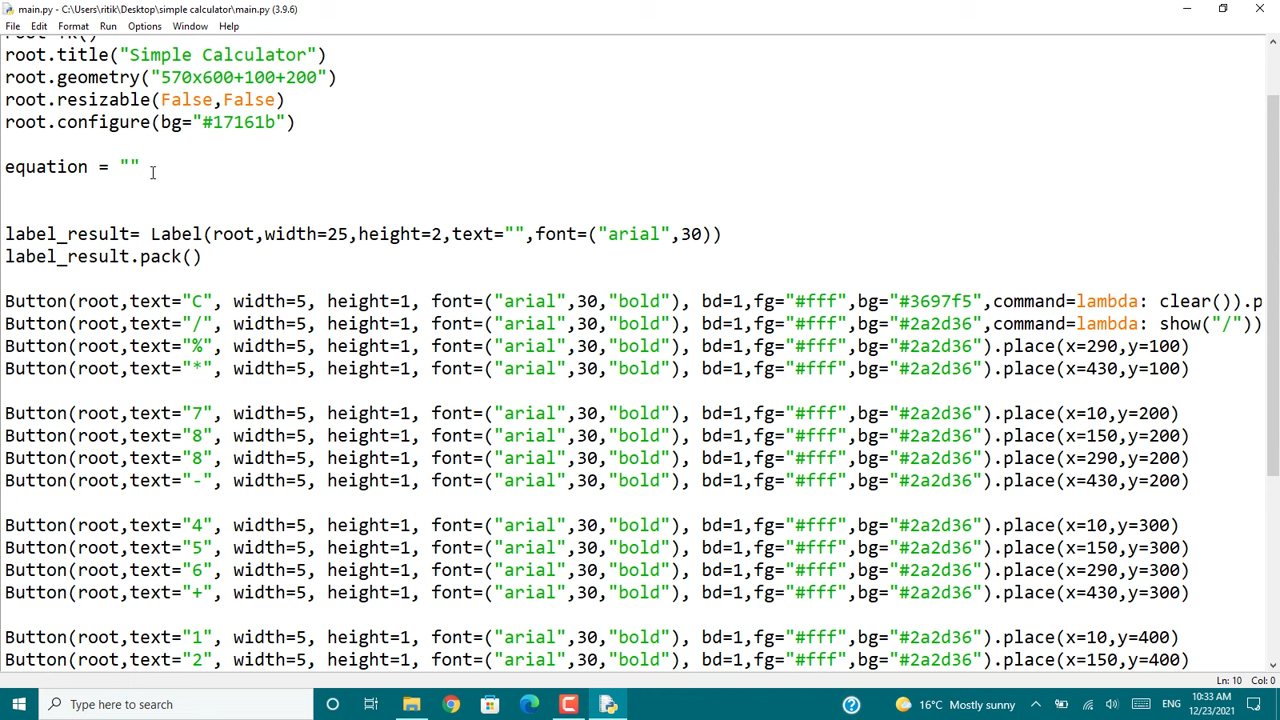 main.py - C:\Users\ritik\Desktop\simple calculator\main.py (3.9.6)
File Edit Format Run Options Window Help
root.title("Simple Calculator")
root.geometry("570x600+100+200")
root.resizable(False,False)
root.configure(bg="#17161b")
equation = ""
label_result= Label(root,width=25,height=2,text="",font=("arial",30))
label_result.pack()
Button(root,text="C", width=5, height=1, font=("arial",30,"bold"), bd=1,fg="#fff",bg="#3697f5",command=lambda: clear()).p
Button(root,text="/", width=5, height=1, font=("arial",30,"bold"), bd=1,fg="#fff",bg="#2a2d36",command=lambda: show("/"))
Button(root,text="%", width=5, height=1, font=("arial",30,"bold"), bd=1,fg="#fff",bg="#2a2d36").place(x=290,y=100)
Button(root,text="*", width=5, height=1, font=("arial",30,"bold"), bd=1,fg="#fff",bg="#2a2d36").place(x=430,y=100)
Button(root,text="7", width=5, height=1, font=("arial",30,"bold"), bd=1,fg="#fff",bg="#2a2d36").place(x=10,y=200)
Button(root,text="8", width=5, height=1, font=("arial",30,"bold"), bd=1,fg="#fff",bg="#2a2d36").place(x=150,y=200)
Button(root,text="8", width=5, height=1, font=("arial",30,"bold"), bd=1,fg="#fff",bg="#2a2d36").place(x=290,y=200)
Button(root,text="-", width=5, height=1, font=("arial",30,"bold"), bd=1,fg="#fff",bg="#2a2d36").place(x=430,y=200)
Button(root,text="4", width=5, height=1, font=("arial",30,"bold"), bd=1,fg="#fff",bg="#2a2d36").place(x=10,y=300)
Button(root,text="5", width=5, height=1, font=("arial",30,"bold"), bd=1,fg="#fff",bg="#2a2d36").place(x=150,y=300)
Button(root,text="6", width=5, height=1, font=("arial",30,"bold"), bd=1,fg="#fff",bg="#2a2d36").place(x=290,y=300)
Button(root,text="+", width=5, height=1, font=("arial",30,"bold"), bd=1,fg="#fff",bg="#2a2d36").place(x=430,y=300)
Button(root,text="1", width=5, height=1, font=("arial",30,"bold"), bd=1,fg="#fff",bg="#2a2d36").place(x=10,y=400)
Button(root,text="2", width=5, height=1, font=("arial",30,"bold"), bd=1,fg="#fff",bg="#2a2d36").place(x=150,y=400)
Ln: 10 Col: 0
Type here to search
16°C Mostly sunny
ENG
10:33 AM
12/23/2021